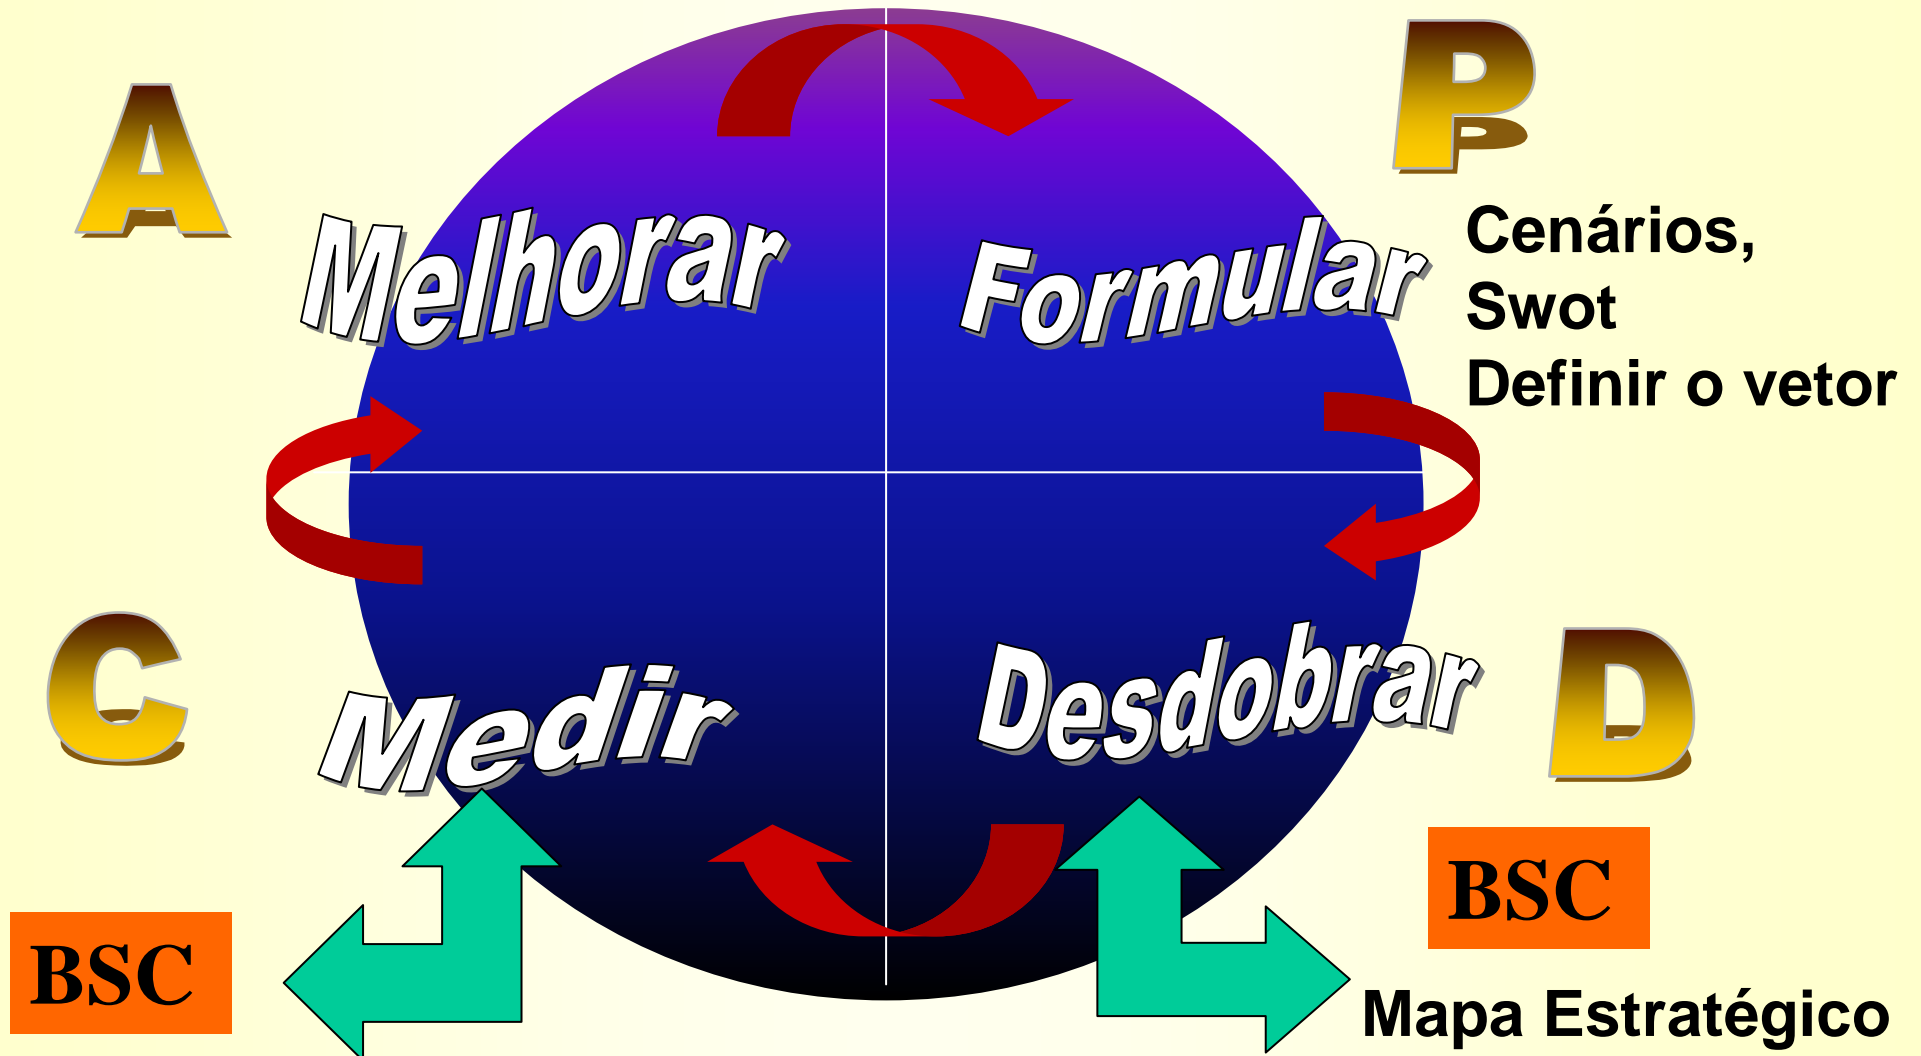 A
P
Melhorar
Formular
Cenários,
Swot
Definir o vetor
C
D
Medir
Desdobrar
BSC
BSC
Mapa Estratégico